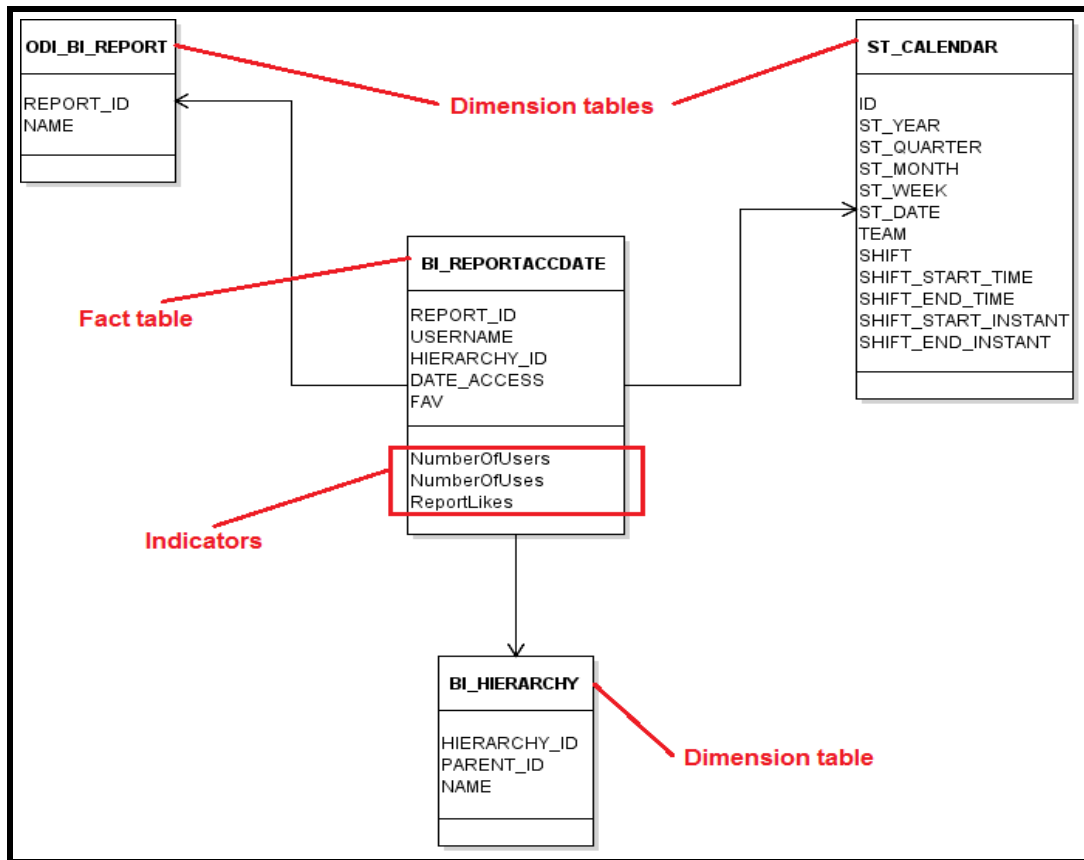 ODI_BI_REPORT
REPORT_ID
NAME
Dimension tables
ST_CALENDAR
ID
ST_YEAR
ST_QUARTER
ST_MONTH
ST_WEEK
ST_DATE
TEAM
SHIFT
SHIFT_START_TIME
SHIFT_END_TIME
SHIFT_START_INSTANT
SHIFT_END_INSTANT
Fact table
BI_REPORTACCDATE
REPORT_ID
USERNAME
HIERARCHY_ID
DATE_ACCESS
FAV
NumberOfUsers
NumberOfUses
ReportLikes
Indicators
BI_HIERARCHY
HIERARCHY_ID
PARENT_ID
NAME
Dimension table